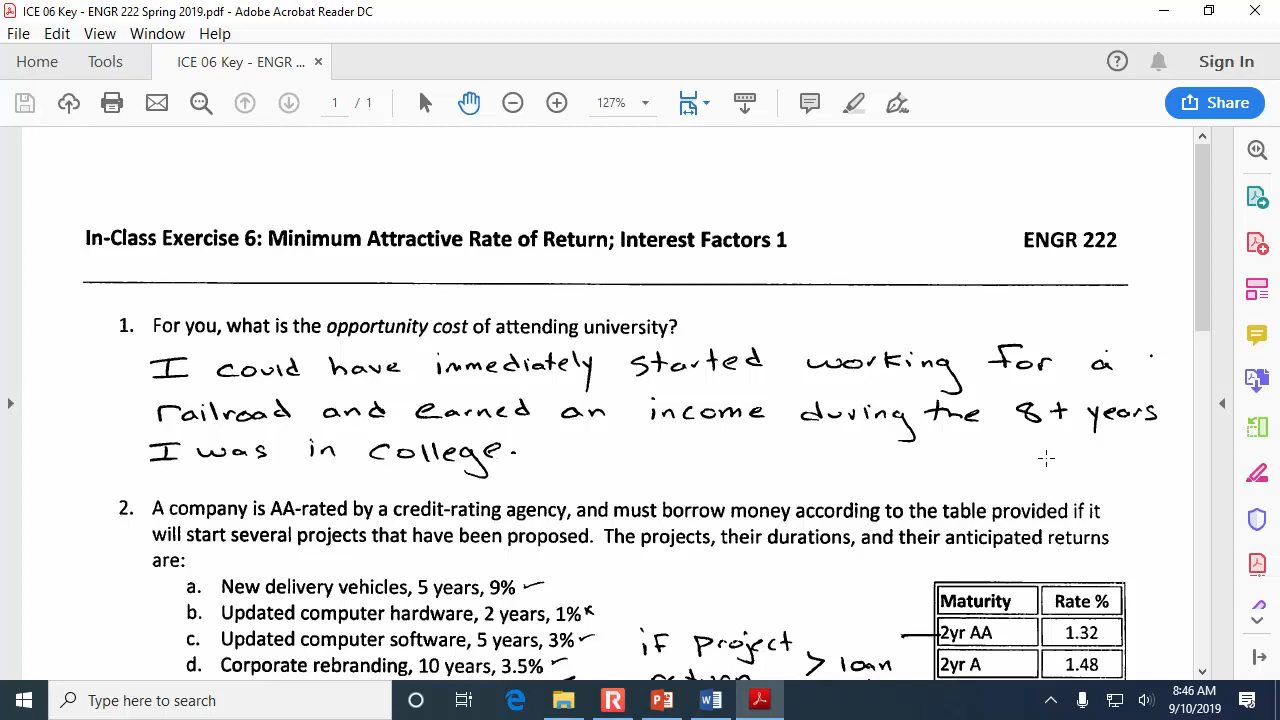 ICE 06 Key - ENGR 222 Spring 2019.pdf - Adobe Acrobat Reader DC
File Edit View Window Help
Home Tools ICE 06 Key - ENGR ... × Sign In
1 / 1 127% Share
In-Class Exercise 6: Minimum Attractive Rate of Return; Interest Factors 1 ENGR 222
1. For you, what is the opportunity cost of attending university?
I could have immediately started working for a
railroad and earned an income during the 8+ years
I was in college.
2. A company is AA-rated by a credit-rating agency, and must borrow money according to the table provided if it
will start several projects that have been proposed. The projects, their durations, and their anticipated returns
are:
a. New delivery vehicles, 5 years, 9%
b. Updated computer hardware, 2 years, 1%
c. Updated computer software, 5 years, 3%
d. Corporate rebranding, 10 years, 3.5%
if project
return
> loan
Maturity Rate %
2yr AA 1.32
2yr A 1.48
Type here to search
8:46 AM
9/10/2019